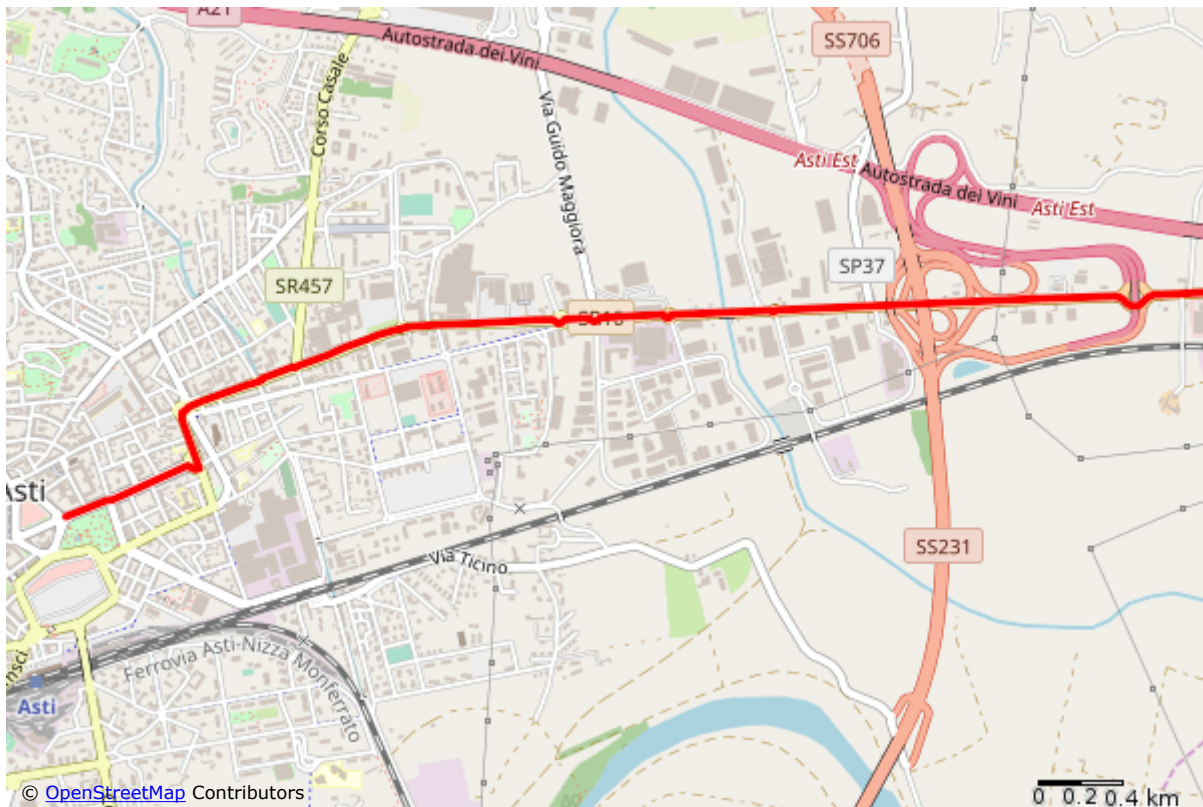 A21
Autostrada dei Vini
SS706
Corso Casale
Via Guido Maggiora
Asti Est
Autostrada dei Vini
Asti Est
SP37
SR457
Asti
SS231
Via Ticino
Ferrovia Asti-Nizza Monferrato
Asti
© OpenStreetMap Contributors
0 0.2 0.4 km